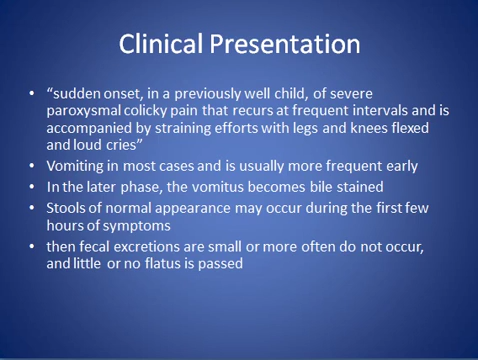 Clinical Presentation
• “sudden onset, in a previously well child, of severe
paroxysmal colicky pain that recurs at frequent intervals and is
accompanied by straining efforts with legs and knees flexed
and loud cries”
• Vomiting in most cases and is usually more frequent early
• In the later phase, the vomitus becomes bile stained
• Stools of normal appearance may occur during the first few
hours of symptoms
• then fecal excretions are small or more often do not occur,
and little or no flatus is passed